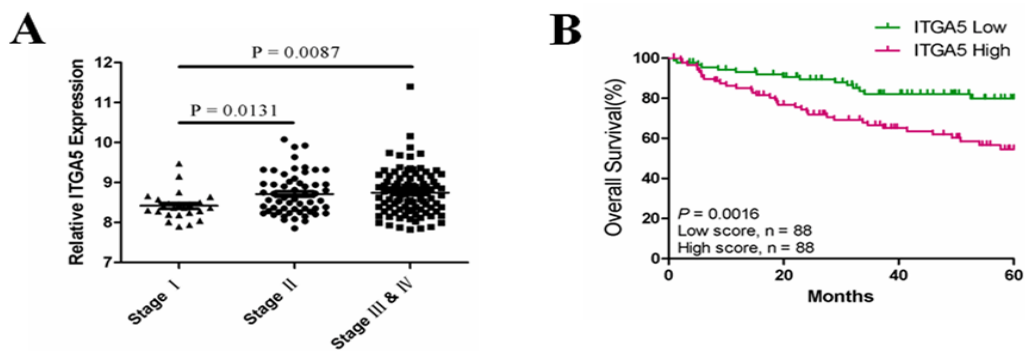 A
P = 0.0087
P = 0.0131
Relative ITGA5 Expression
12
11
10
9
8
7
Stage I
Stage II
Stage III & IV
B
ITGA5 Low
ITGA5 High
Overall Survival(%)
100
80
60
40
20
0
P = 0.0016
Low score, n = 88
High score, n = 88
0 20 40 60
Months